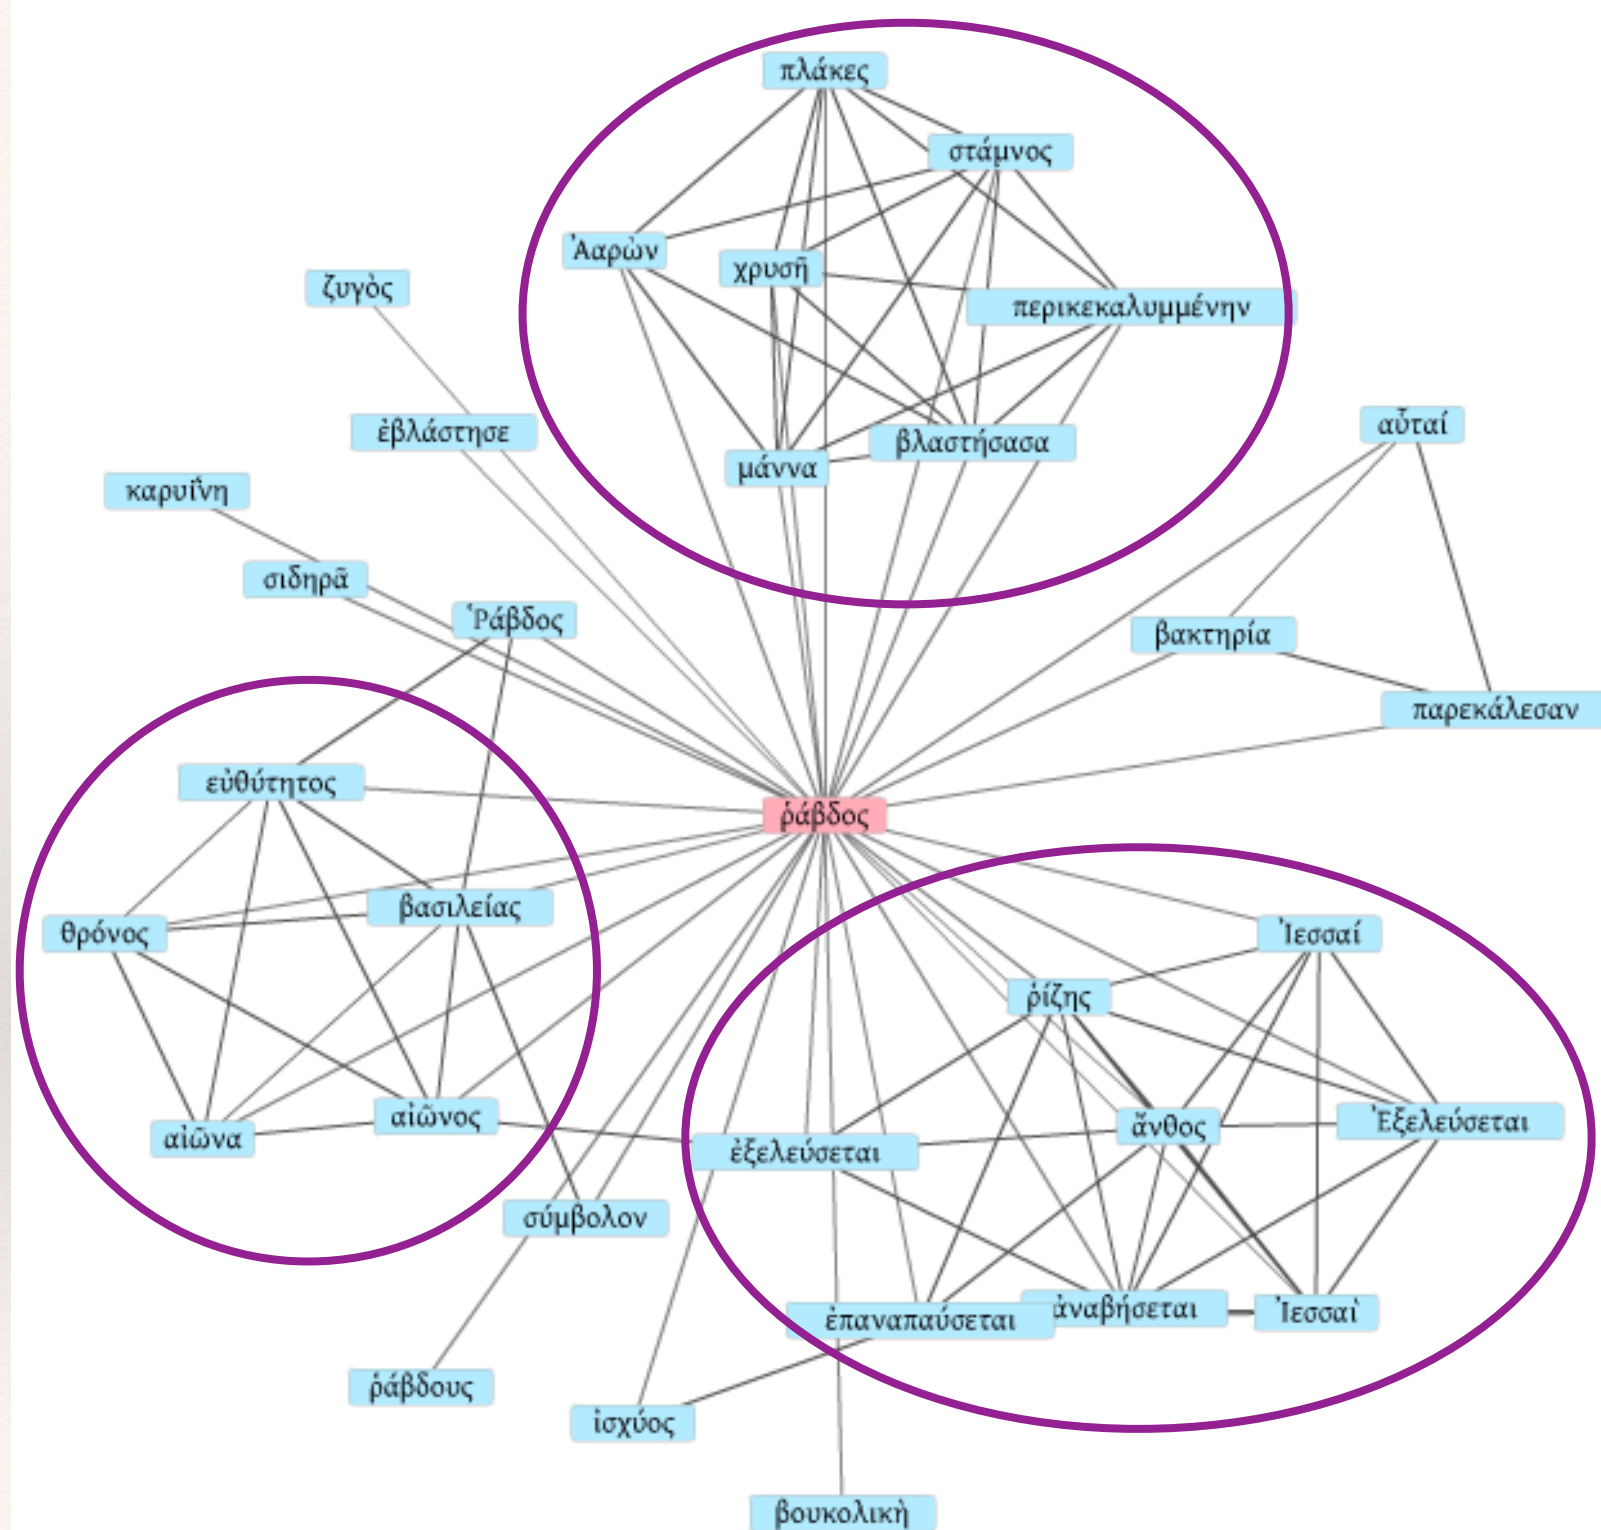 πλάκες
στάμνος
Ἀαρὼν
χρυσῆ
ζυγὸς
περικεκαλυμμένην
αὗταί
ἐβλάστησε
βλαστήσασα
μάννα
καρυΐνη
σιδηρᾶ
Ῥάβδος
βακτηρία
παρεκάλεσαν
εὐθύτητος
ῥάβδος
βασιλείας
θρόνος
Ἰεσσαί
ῥίζης
αἰῶνος
ἄνθος
Ἐξελεύσεται
αἰῶνα
ἐξελεύσεται
σύμβολον
ἀναβήσεται
Ἰεσσαὶ
ἐπαναπαύσεται
ῥάβδους
ἰσχύος
βουκολικὴ